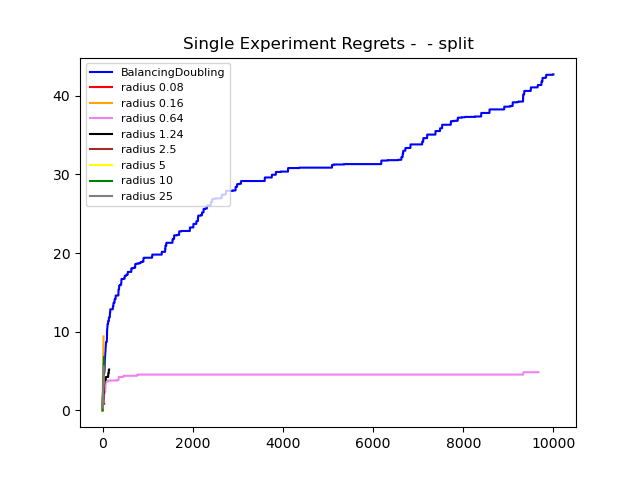 Single Experiment Regrets -  - split
BalancingDoubling
radius 0.08
radius 0.16
radius 0.64
radius 1.24
radius 2.5
radius 5
radius 10
radius 25
40
30
20
10
0
0 2000 4000 6000 8000 10000